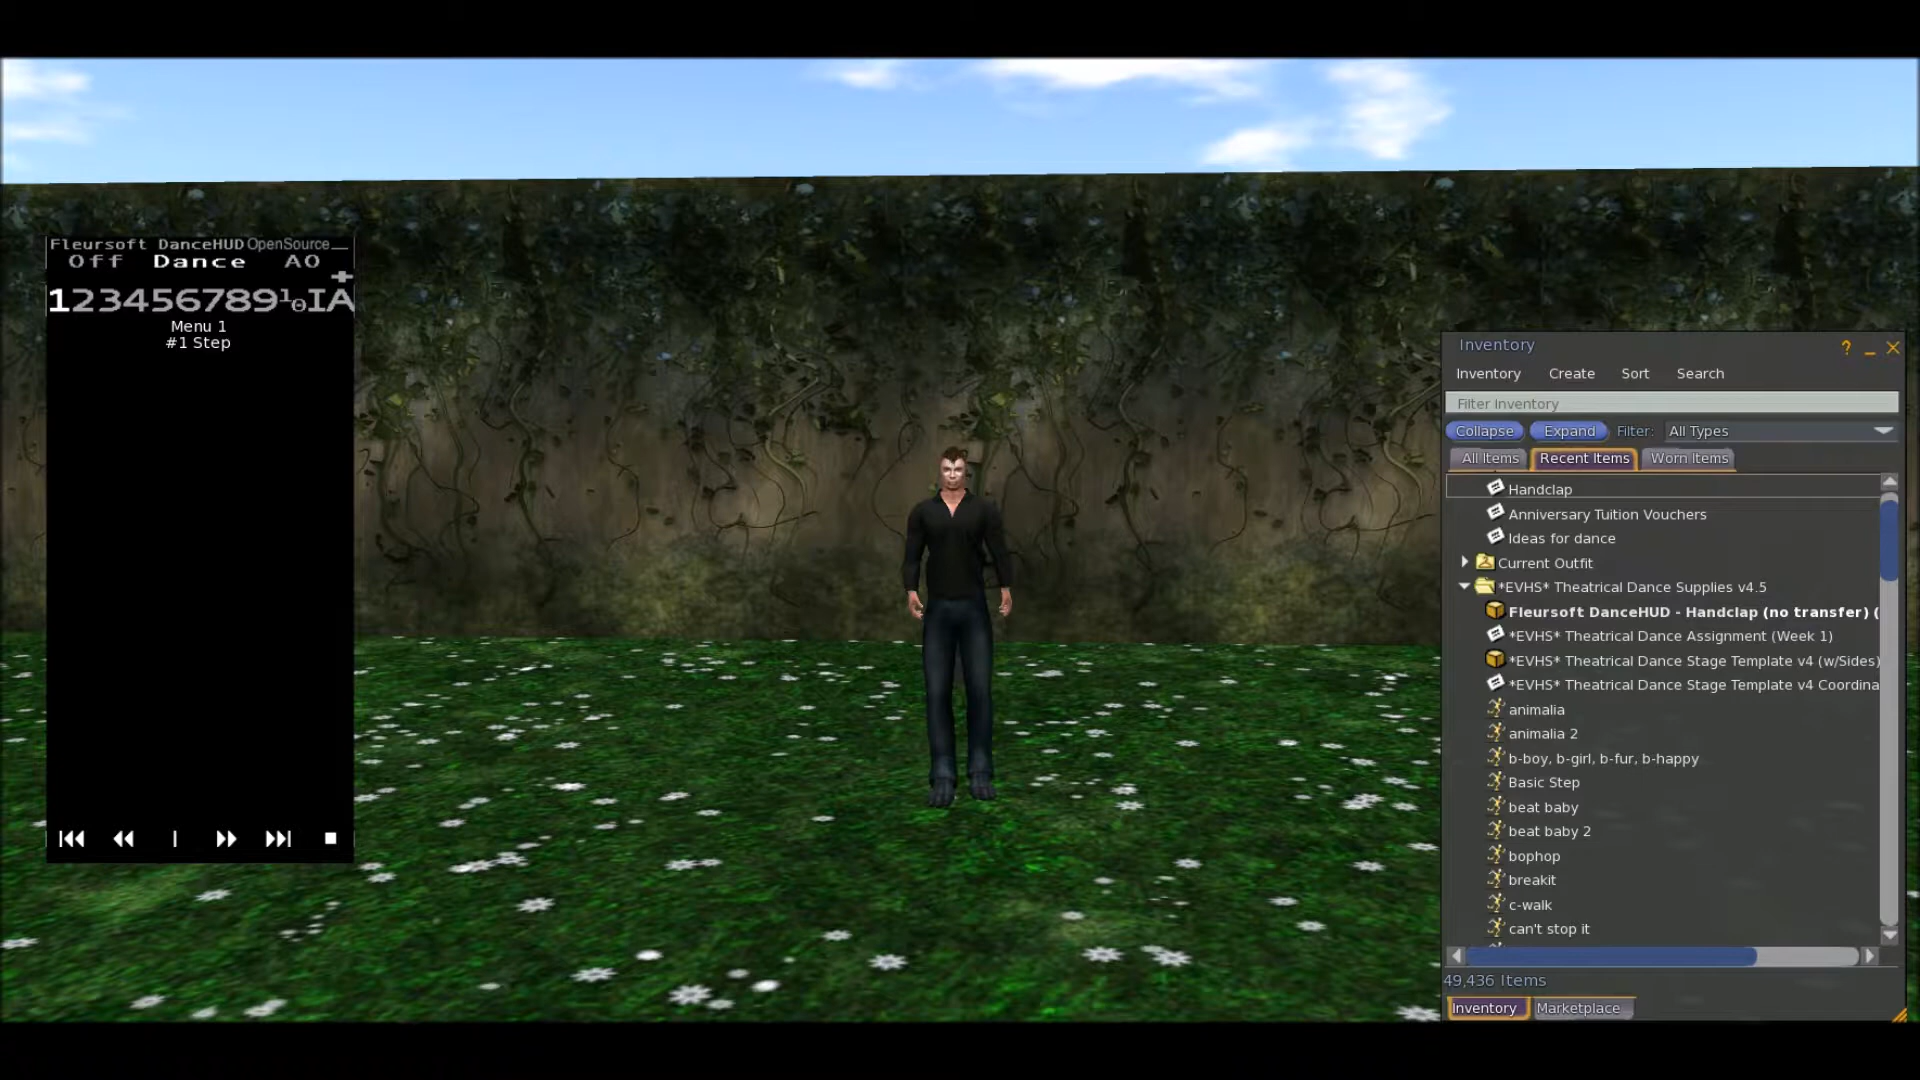 Fleursoft DanceHUD OpenSource
Off Dance AO
+
12345678910IA
Menu 1
#1 Step
Inventory
? _ X
Inventory Create Sort Search
Filter Inventory
Collapse Expand Filter: All Types
All Items Recent Items Worn Items
Handclap
Anniversary Tuition Vouchers
Ideas for dance
Current Outfit
*EVHS* Theatrical Dance Supplies v4.5
Fleursoft DanceHUD - Handclap (no transfer) (
*EVHS* Theatrical Dance Assignment (Week 1)
*EVHS* Theatrical Dance Stage Template v4 (w/Sides)
*EVHS* Theatrical Dance Stage Template v4 Coordina
animalia
animalia 2
b-boy, b-girl, b-fur, b-happy
Basic Step
beat baby
beat baby 2
bophop
breakit
c-walk
can't stop it
49,436 Items
Inventory Marketplace